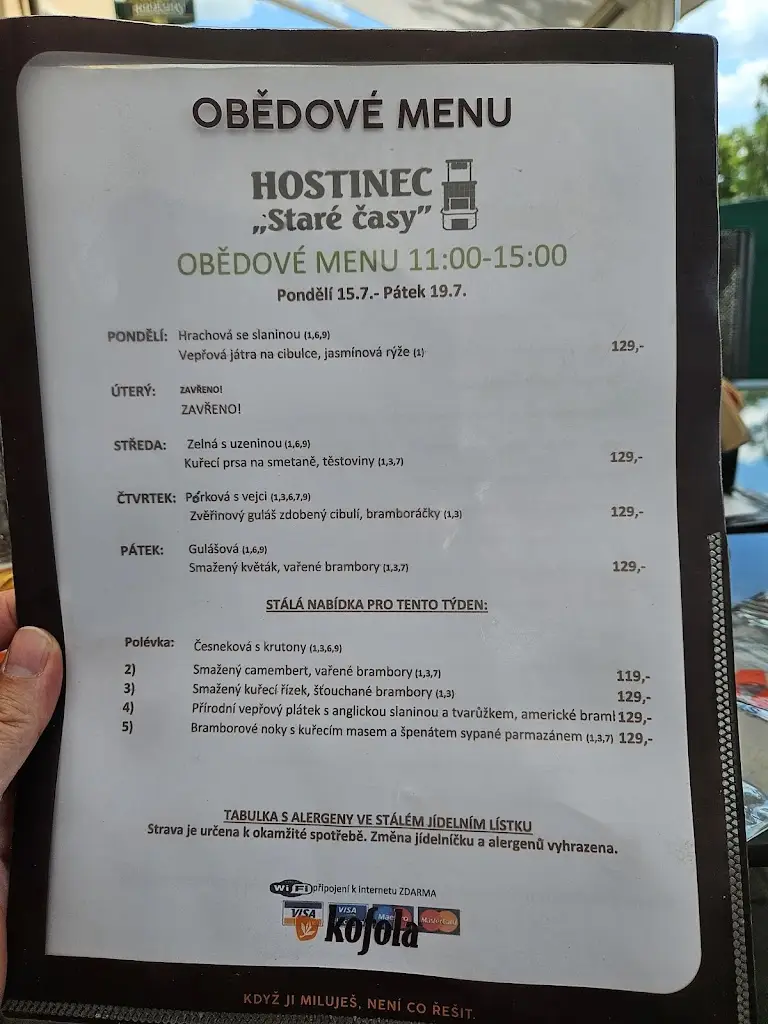 OBĚDOVÉ MENU
HOSTINEC
„Staré časy”
OBĚDOVÉ MENU 11:00-15:00
Pondělí 15.7.- Pátek 19.7.
PONDĚLÍ: Hrachová se slaninou (1,6,9)
Vepřová játra na cibulce, jasmínová rýže (1) 129,-
ÚTERÝ: ZAVŘENO!
ZAVŘENO!
STŘEDA: Zelná s uzeninou (1,6,9)
Kuřecí prsa na smetaně, těstoviny (1,3,7) 129,-
ČTVRTEK: Pórková s vejci (1,3,6,7,9)
Zvěřinový guláš zdobený cibulí, bramboráčky (1,3) 129,-
PÁTEK: Gulášová (1,6,9)
Smažený květák, vařené brambory (1,3,7) 129,-
STÁLÁ NABÍDKA PRO TENTO TÝDEN:
Polévka: Česneková s krutony (1,3,6,9)
2) Smažený camembert, vařené brambory (1,3,7) 119,-
3) Smažený kuřecí řízek, šťouchané brambory (1,3) 129,-
4) Přírodní vepřový plátek s anglickou slaninou a tvarůžkem, americké braml 129,-
5) Bramborové noky s kuřecím masem a špenátem sypané parmazánem (1,3,7) 129,-
TABULKA S ALERGENY VE STÁLÉM JÍDELNÍM LÍSTKU
Strava je určena k okamžité spotřebě. Změna jídelníčku a alergenů vyhrazena.
Wi Fi připojení k internetu ZDARMA
VISA VISA Maestro MasterCard
kofola
KDYŽ JI MILUJEŠ, NENÍ CO ŘEŠIT.